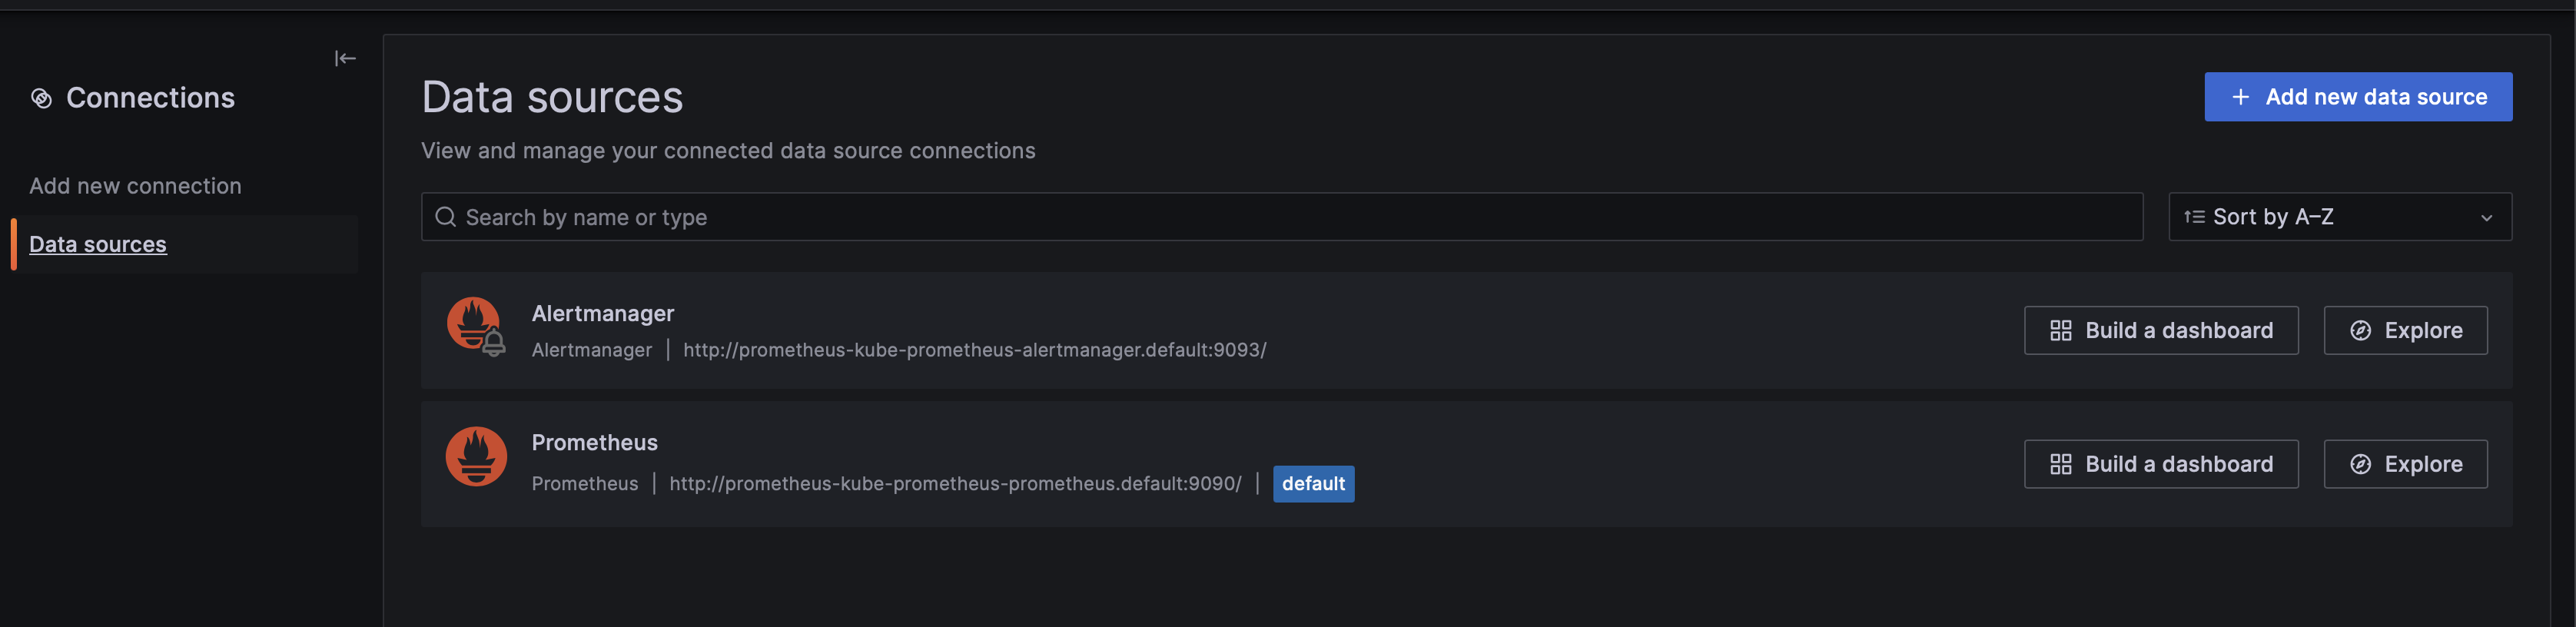 Connections
Add new connection
Data sources
Data sources
Add new data source
View and manage your connected data source connections
Search by name or type
Sort by A–Z
Alertmanager
Alertmanager | http://prometheus-kube-prometheus-alertmanager.default:9093/
Build a dashboard
Explore
Prometheus
Prometheus | http://prometheus-kube-prometheus-prometheus.default:9090/ | default
Build a dashboard
Explore